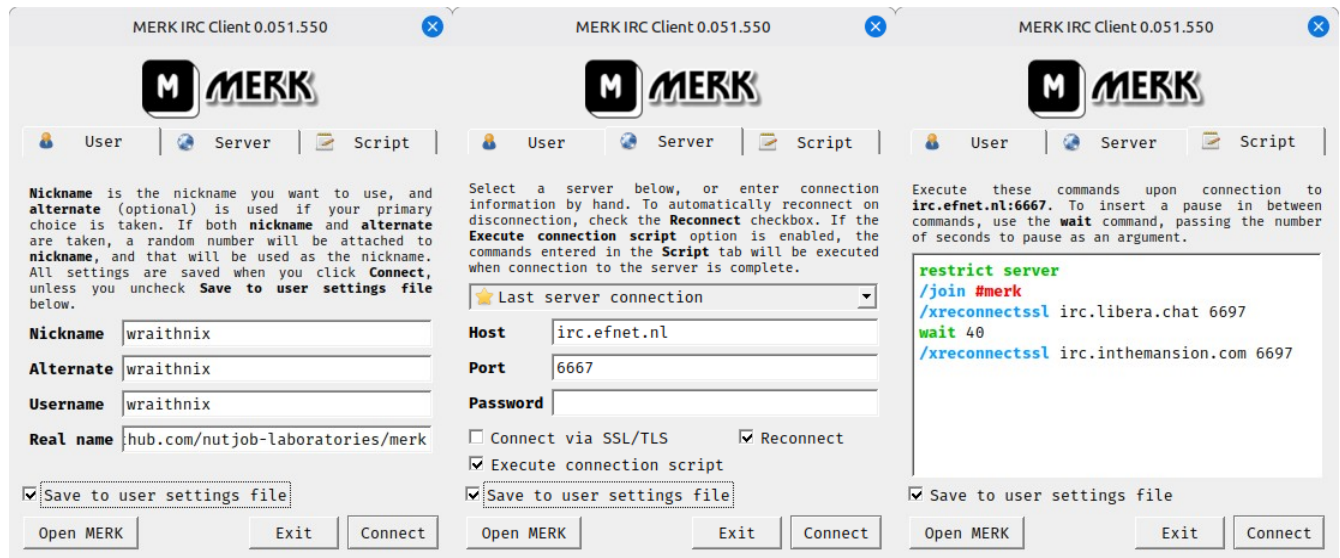 MERK IRC Client 0.051.550
M MERK
User Server Script
Nickname is the nickname you want to use, and
alternate (optional) is used if your primary
choice is taken. If both nickname and alternate
are taken, a random number will be attached to
nickname, and that will be used as the nickname.
All settings are saved when you click Connect,
unless you uncheck Save to user settings file
below.
Nickname wraithnix
Alternate wraithnix
Username wraithnix
Real name hub.com/nutjob-laboratories/merk
Save to user settings file
Open MERK Exit Connect
MERK IRC Client 0.051.550
M MERK
User Server Script
Select a server below, or enter connection
information by hand. To automatically reconnect on
disconnection, check the Reconnect checkbox. If the
Execute connection script option is enabled, the
commands entered in the Script tab will be executed
when connection to the server is complete.
Last server connection
Host irc.efnet.nl
Port 6667
Password
Connect via SSL/TLS Reconnect
Execute connection script
Save to user settings file
Open MERK Exit Connect
MERK IRC Client 0.051.550
M MERK
User Server Script
Execute these commands upon connection to
irc.efnet.nl:6667. To insert a pause in between
commands, use the wait command, passing the number
of seconds to pause as an argument.
restrict server
/join #merk
/xreconnectssl irc.libera.chat 6697
wait 40
/xreconnectssl irc.inthemansion.com 6697
Save to user settings file
Open MERK Exit Connect